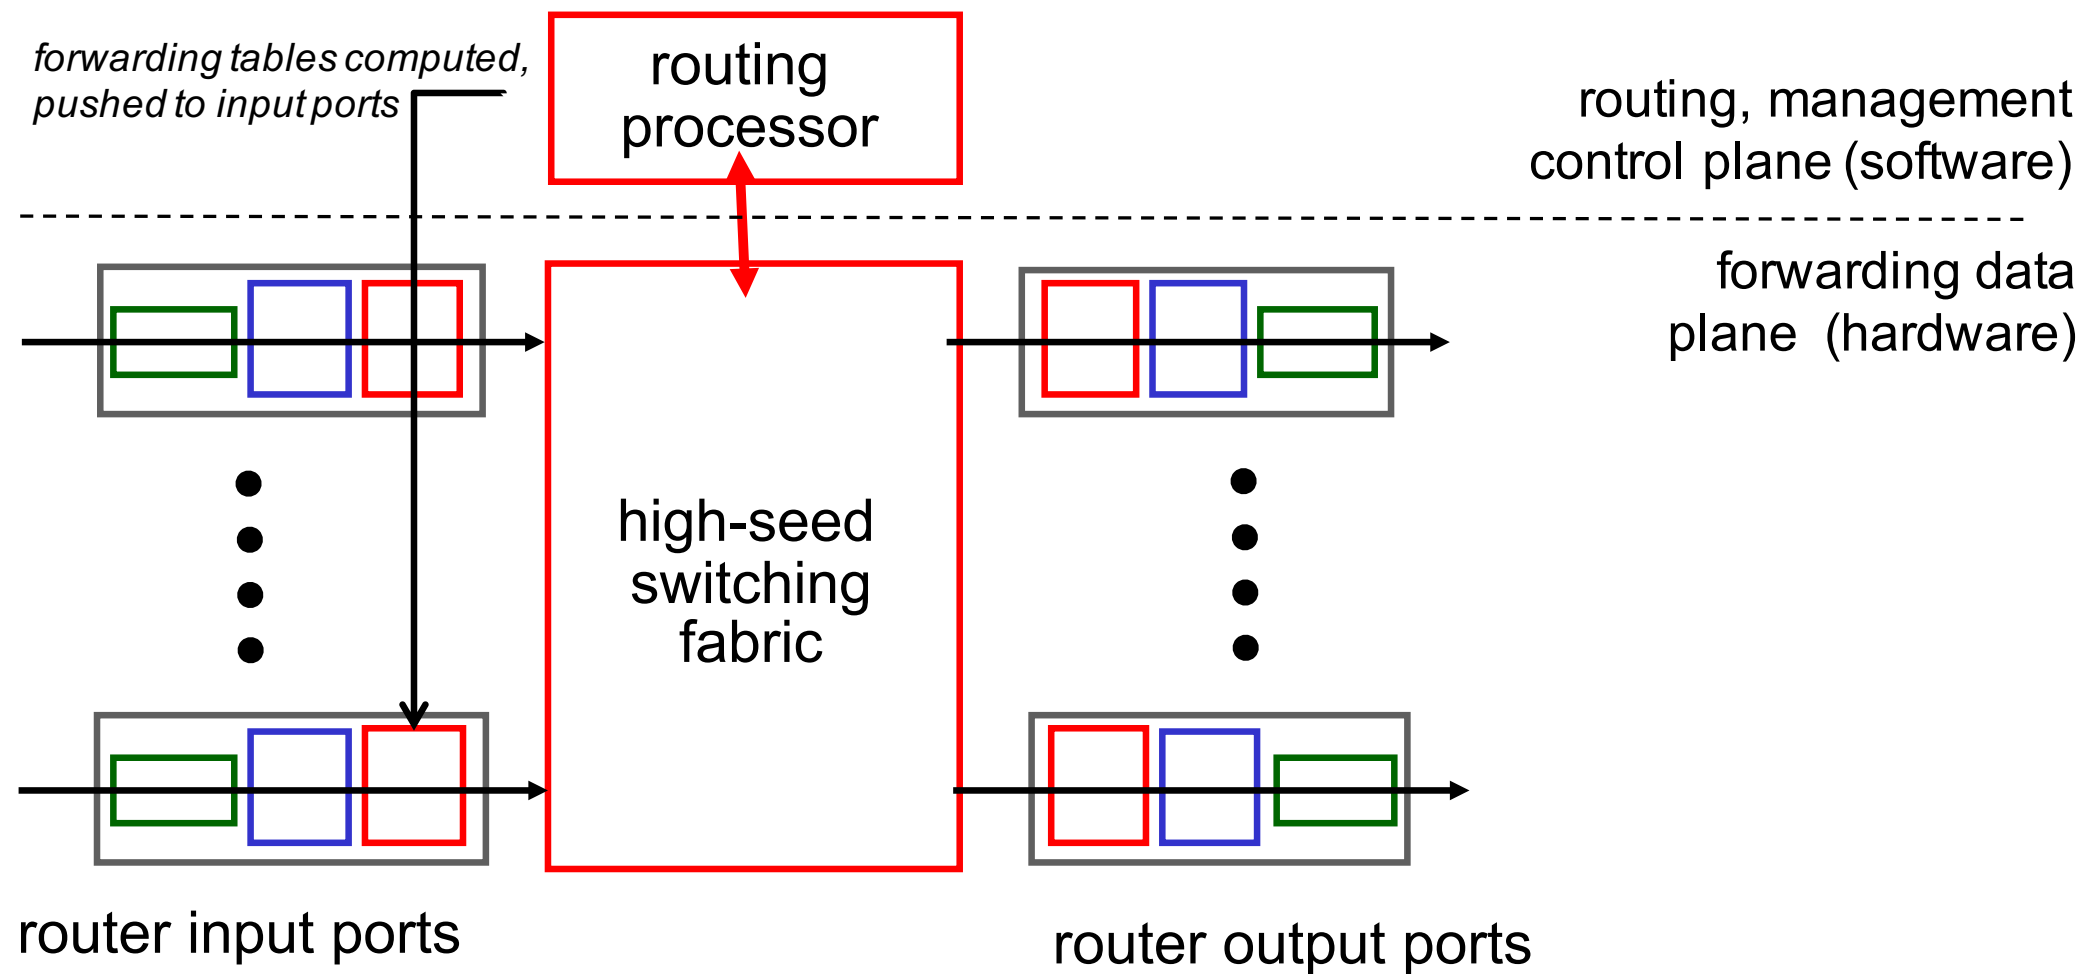 forwarding tables computed,
pushed to input ports
routing
processor
routing, management
control plane (software)
forwarding data
plane (hardware)
high-seed
switching
fabric
router input ports
router output ports